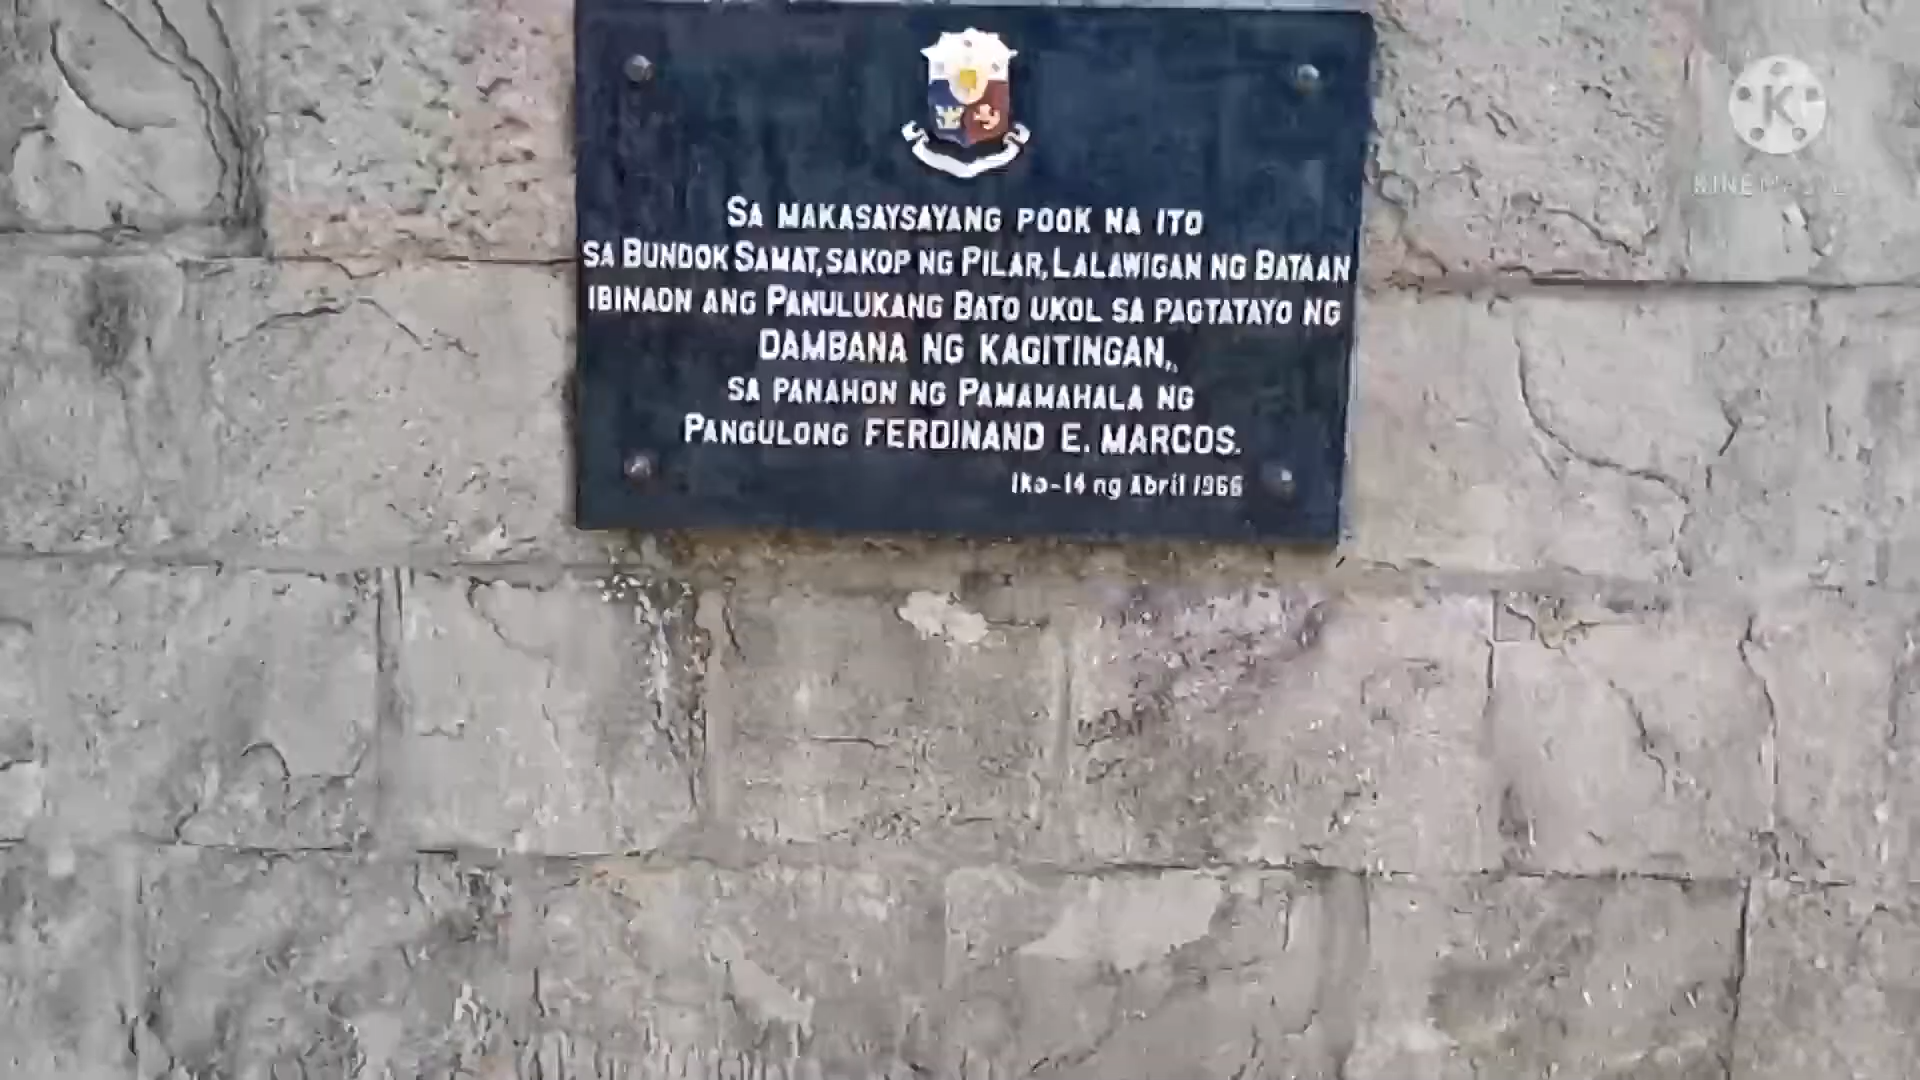 SA MAKASAYSAYANG POOK NA ITO
SA BUNDOK SAMAT, SAKOP NG PILAR, LALAWIGAN NG BATAAN
IBINAON ANG PANULUKANG BATO UKOL SA PAGTATAYO NG
DAMBANA NG KAGITINGAN,
SA PANAHON NG PAMAMAHALA NG
PANGULONG FERDINAND E. MARCOS.
Ika-14 ng Abril 1966
K
KINEMASTER